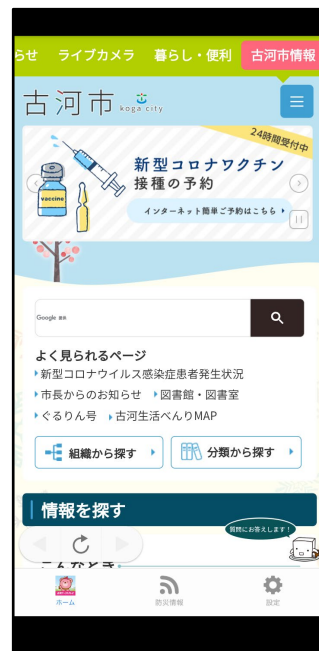 らせ ライブカメラ 暮らし・便利 古河市情報
古河市 koga city
24時間受付中
新型コロナワクチン
接種の予約
vaccine
インターネット簡単ご予約はこちら
Google 検索
よく見られるページ
新型コロナウイルス感染症患者発生状況
市長からのお知らせ 図書館・図書室
ぐるりん号 古河生活べんりMAP
組織から探す 分類から探す
情報を探す
質問にお答えします!
こんなとき
ホーム 防災情報 設定